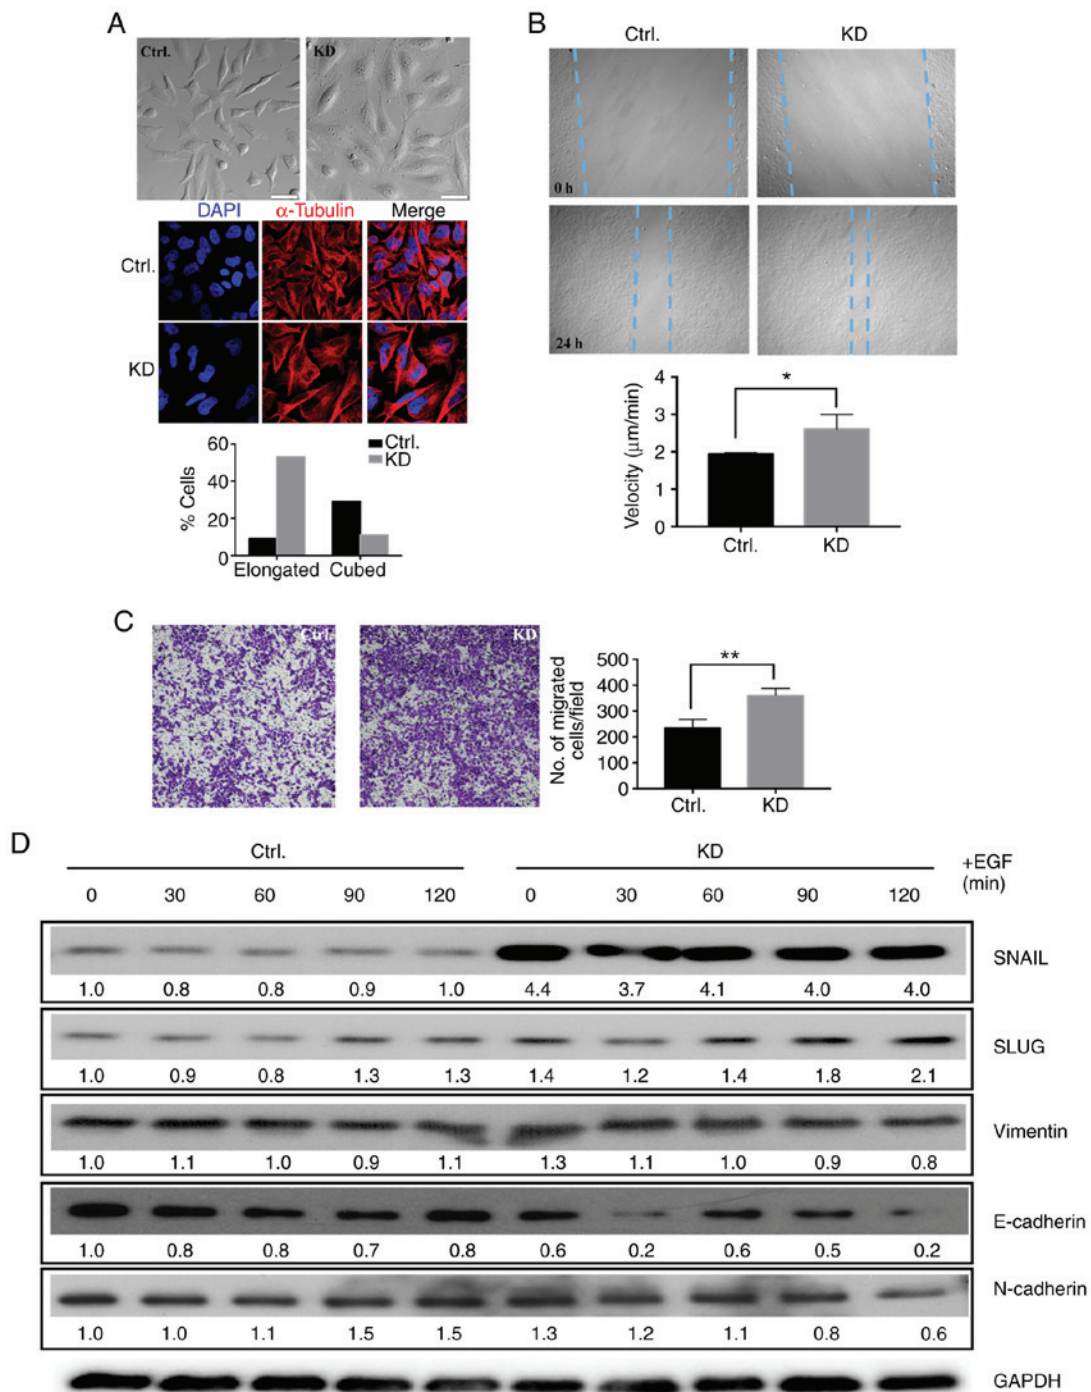 A
Ctrl.
KD
DAPI
α-Tubulin
Merge
Ctrl.
KD
60
40
20
0
% Cells
Ctrl.
KD
Elongated
Cubed
B
Ctrl.
KD
0 h
24 h
4
3
2
1
0
Velocity (μm/min)
*
Ctrl.
KD
C
Ctrl.
KD
500
400
300
200
100
0
No. of migrated
cells/field
**
Ctrl.
KD
D
Ctrl.
KD
+EGF
(min)
0 30 60 90 120 0 30 60 90 120
SNAIL
1.0 0.8 0.8 0.9 1.0 4.4 3.7 4.1 4.0 4.0
SLUG
1.0 0.9 0.8 1.3 1.3 1.4 1.2 1.4 1.8 2.1
Vimentin
1.0 1.1 1.0 0.9 1.1 1.3 1.1 1.0 0.9 0.8
E-cadherin
1.0 0.8 0.8 0.7 0.8 0.6 0.2 0.6 0.5 0.2
N-cadherin
1.0 1.0 1.1 1.5 1.5 1.3 1.2 1.1 0.8 0.6
GAPDH